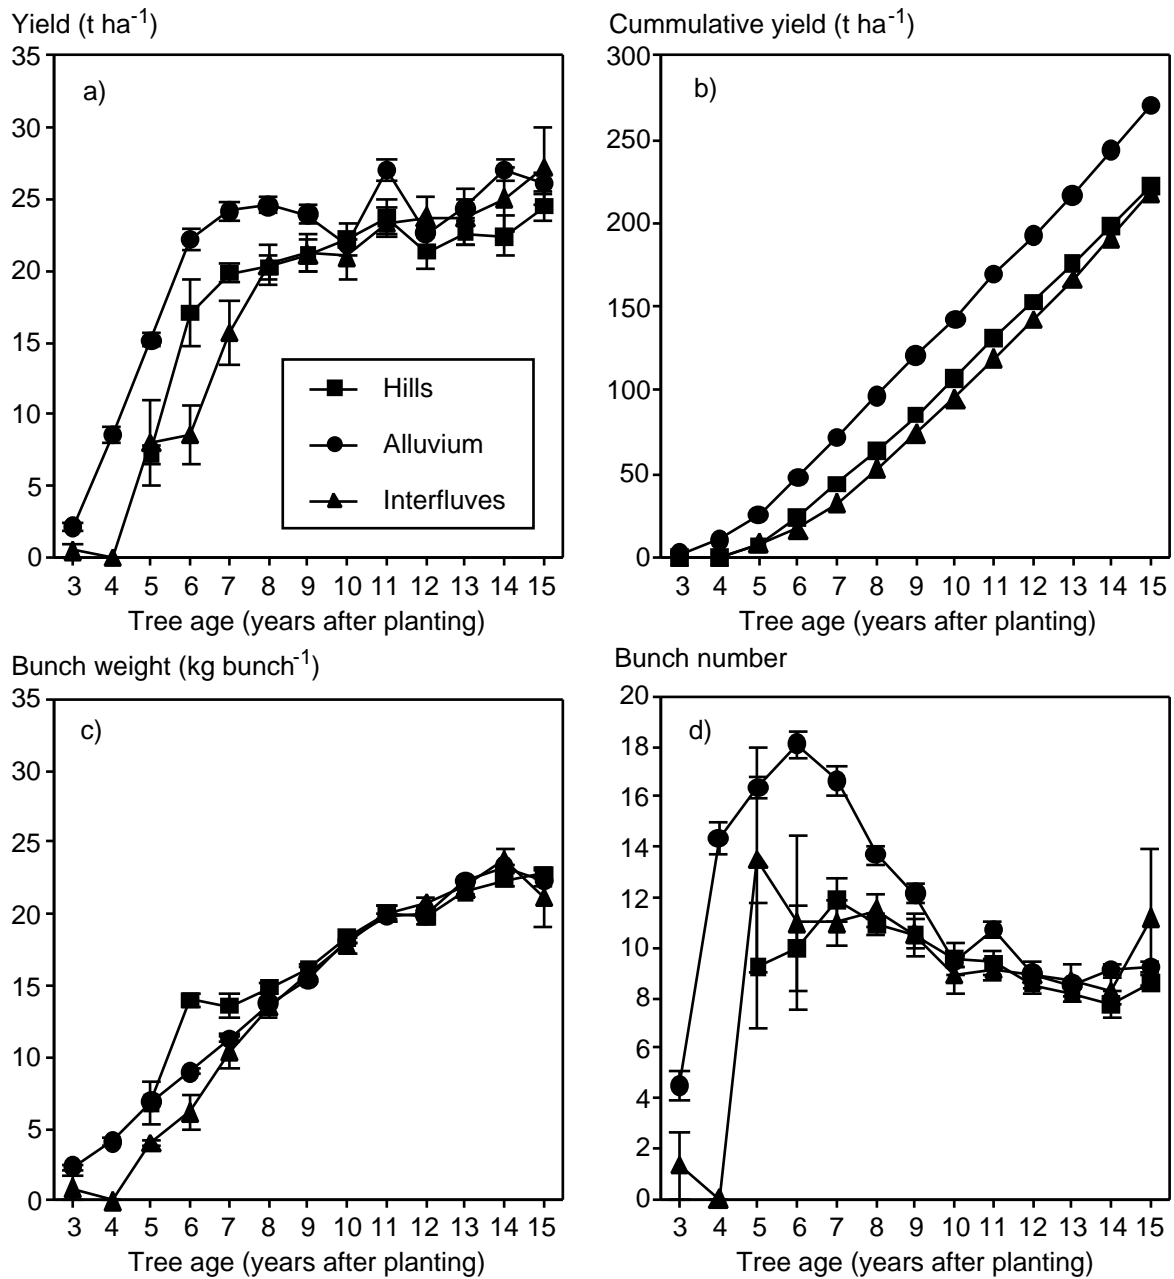 Yield (t ha-1)
35
30
25
20
15
10
5
0
a)
Hills
Alluvium
Interfluves
3 4 5 6 7 8 9 10 11 12 13 14 15
Tree age (years after planting)
Cummulative yield (t ha-1)
300
250
200
150
100
50
0
b)
3 4 5 6 7 8 9 10 11 12 13 14 15
Tree age (years after planting)
Bunch weight (kg bunch-1)
35
30
25
20
15
10
5
0
c)
3 4 5 6 7 8 9 10 11 12 13 14 15
Tree age (years after planting)
Bunch number
20
18
16
14
12
10
8
6
4
2
0
d)
3 4 5 6 7 8 9 10 11 12 13 14 15
Tree age (years after planting)